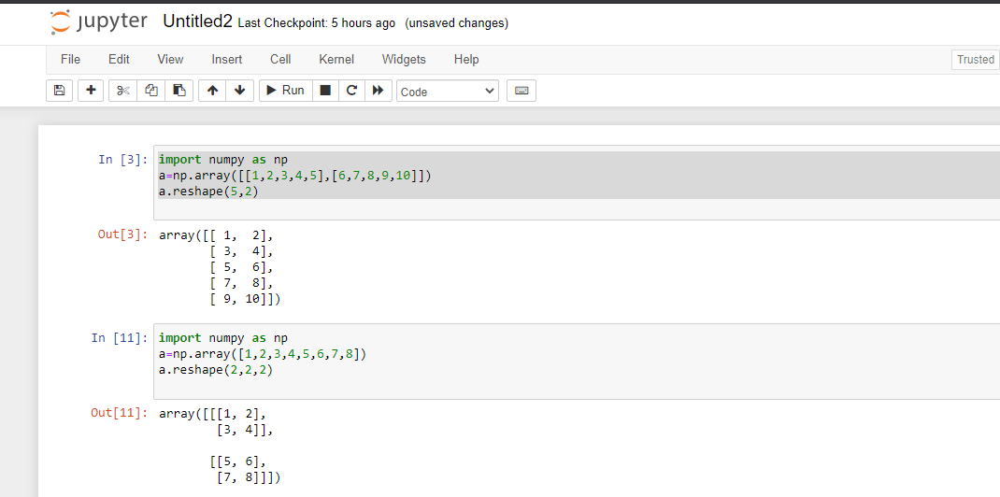 jupyter Untitled2 Last Checkpoint: 5 hours ago (unsaved changes)
File Edit View Insert Cell Kernel Widgets Help Trusted
Run Code
In [3]: import numpy as np
a=np.array([[1,2,3,4,5],[6,7,8,9,10]])
a.reshape(5,2)
Out[3]: array([[ 1,  2],
[ 3,  4],
[ 5,  6],
[ 7,  8],
[ 9, 10]])
In [11]: import numpy as np
a=np.array([1,2,3,4,5,6,7,8])
a.reshape(2,2,2)
Out[11]: array([[[1, 2],
[3, 4]],
[[5, 6],
[7, 8]]])